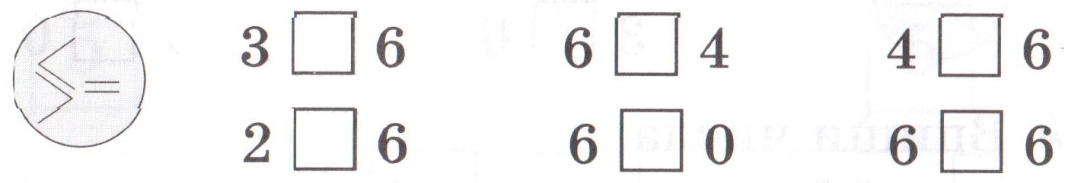 < > =
3 □ 6 6 □ 4 4 □ 6
2 □ 6 6 □ 0 6 □ 6